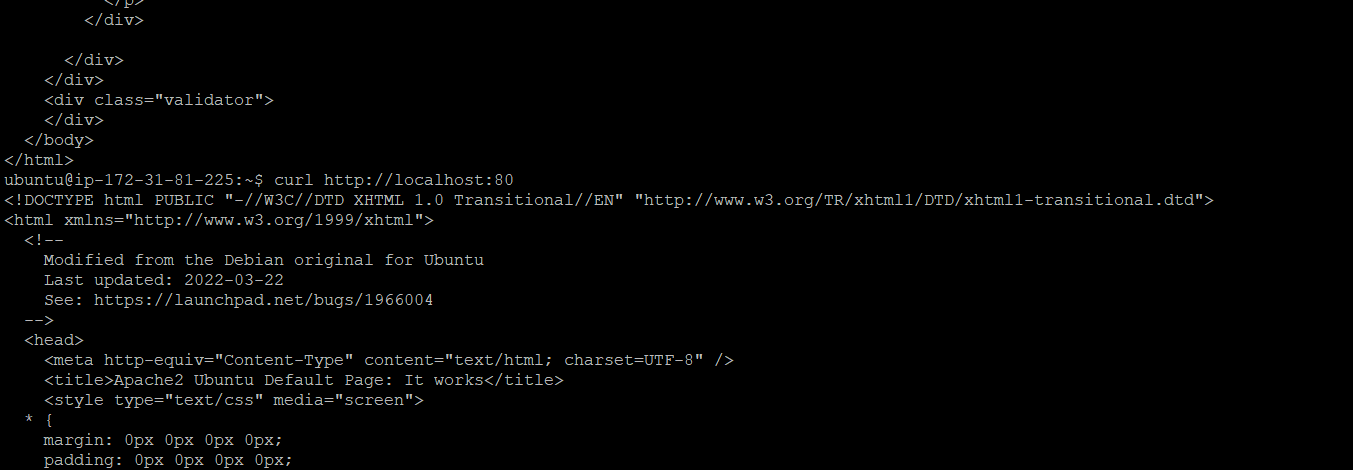 </p>
</div>
</div>
</div>
<div class="validator">
</div>
</body>
</html>
ubuntu@ip-172-31-81-225:~$ curl http://localhost:80
<!DOCTYPE html PUBLIC "-//W3C//DTD XHTML 1.0 Transitional//EN" "http://www.w3.org/TR/xhtml1/DTD/xhtml1-transitional.dtd">
<html xmlns="http://www.w3.org/1999/xhtml">
<!--
Modified from the Debian original for Ubuntu
Last updated: 2022-03-22
See: https://launchpad.net/bugs/1966004
-->
<head>
<meta http-equiv="Content-Type" content="text/html; charset=UTF-8" />
<title>Apache2 Ubuntu Default Page: It works</title>
<style type="text/css" media="screen">
* {
margin: 0px 0px 0px 0px;
padding: 0px 0px 0px 0px;